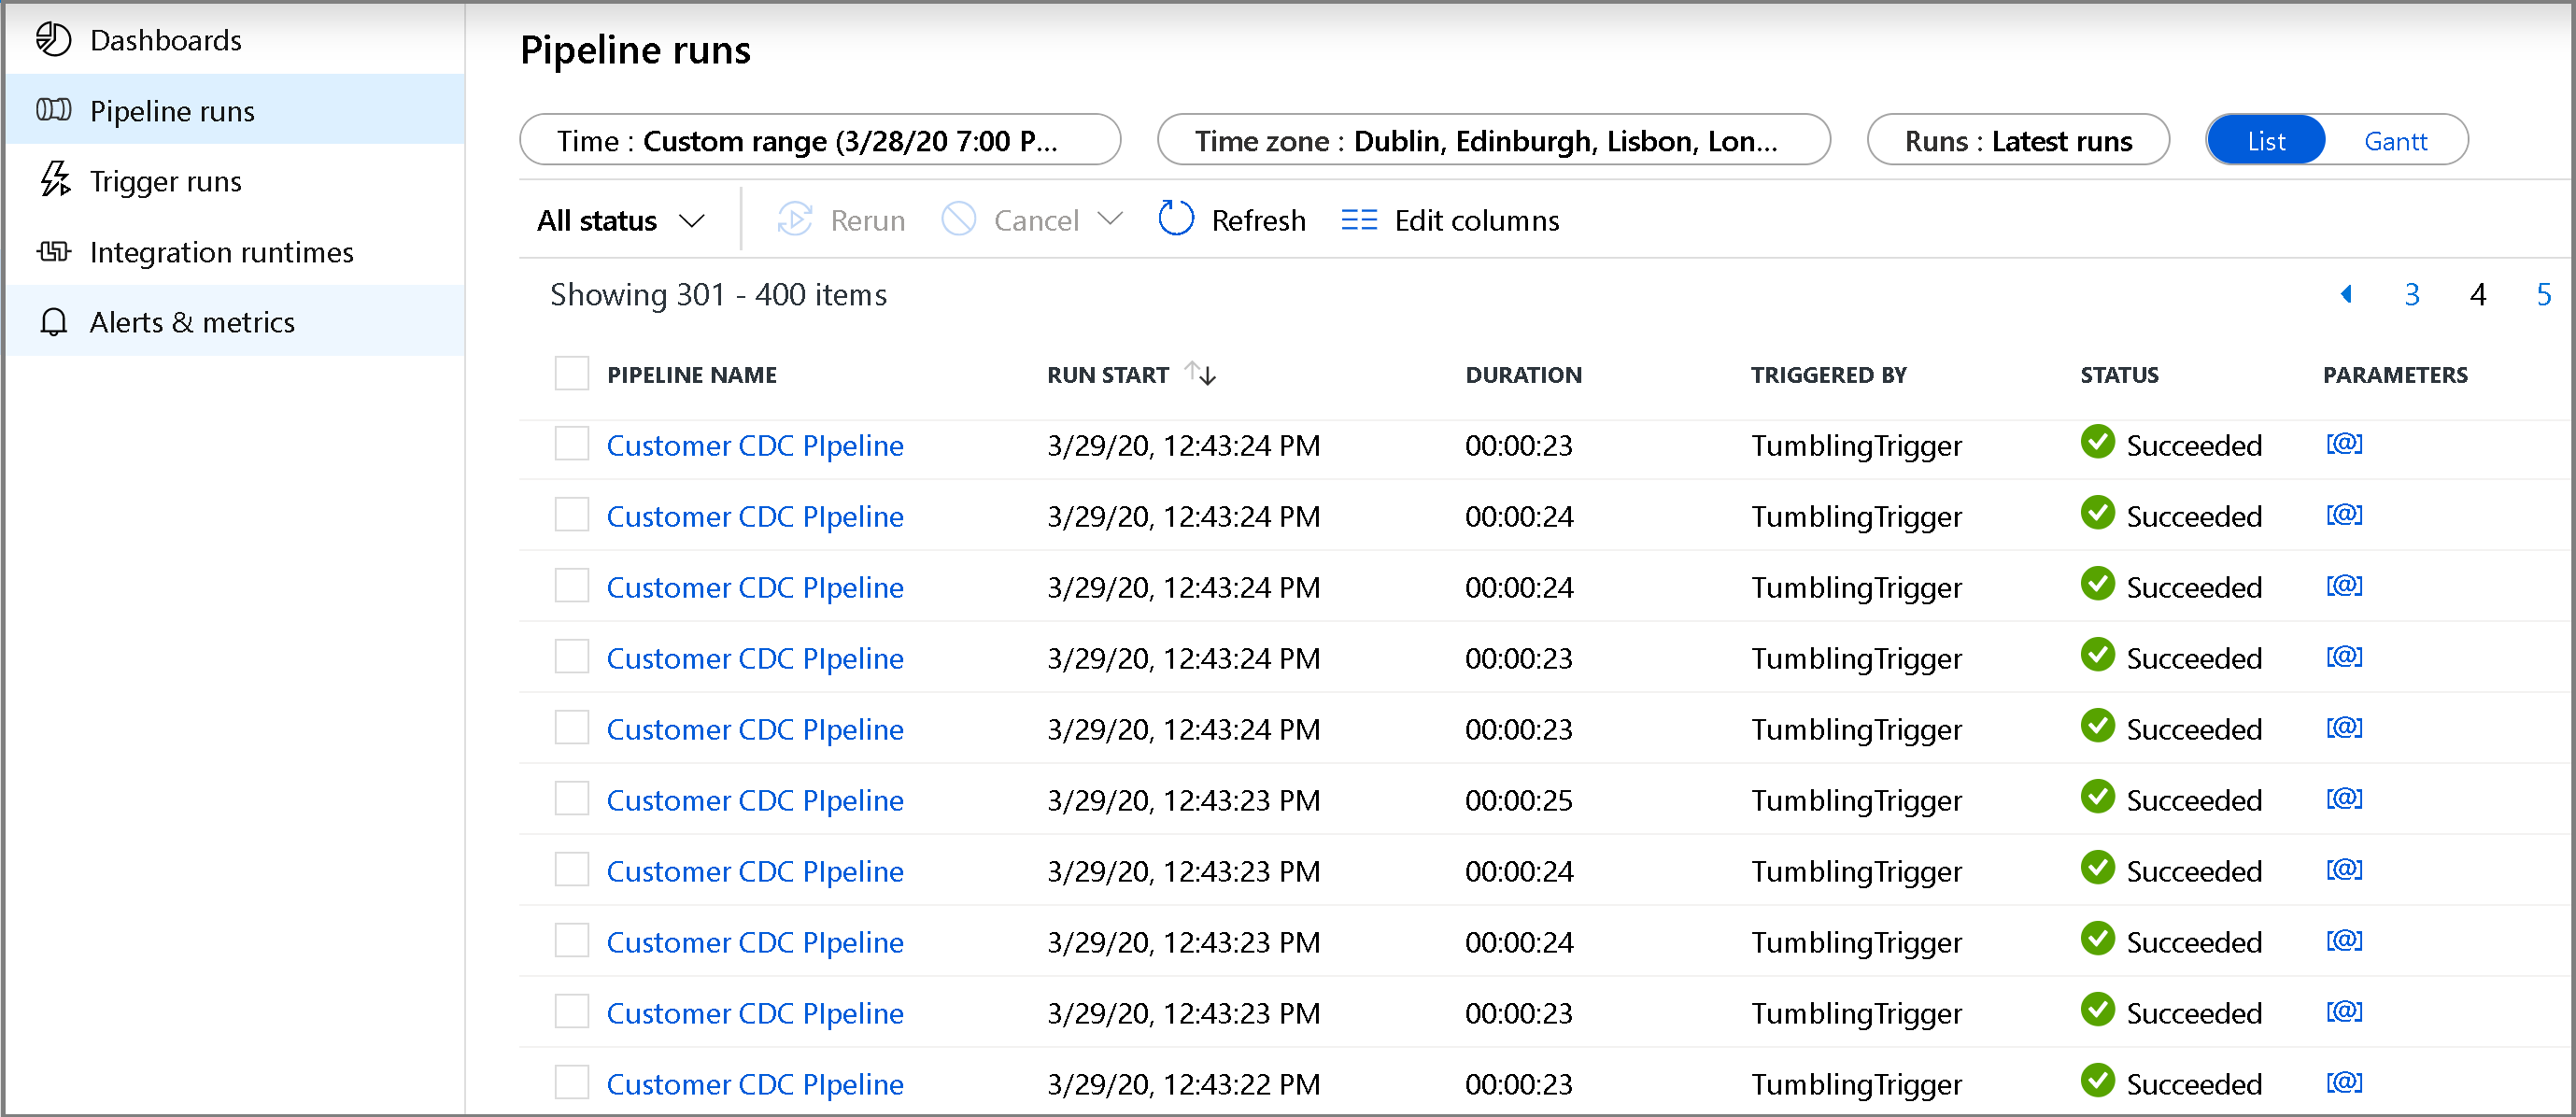 Dashboards
Pipeline runs
Trigger runs
Integration runtimes
Alerts & metrics
Pipeline runs
Time : Custom range (3/28/20 7:00 P... Time zone : Dublin, Edinburgh, Lisbon, Lon... Runs : Latest runs List Gantt
All status Rerun Cancel Refresh Edit columns
Showing 301 - 400 items 3 4 5
PIPELINE NAME RUN START DURATION TRIGGERED BY STATUS PARAMETERS
Customer CDC PIpeline 3/29/20, 12:43:24 PM 00:00:23 TumblingTrigger Succeeded [@]
Customer CDC PIpeline 3/29/20, 12:43:24 PM 00:00:24 TumblingTrigger Succeeded [@]
Customer CDC PIpeline 3/29/20, 12:43:24 PM 00:00:24 TumblingTrigger Succeeded [@]
Customer CDC PIpeline 3/29/20, 12:43:24 PM 00:00:23 TumblingTrigger Succeeded [@]
Customer CDC PIpeline 3/29/20, 12:43:24 PM 00:00:23 TumblingTrigger Succeeded [@]
Customer CDC PIpeline 3/29/20, 12:43:23 PM 00:00:25 TumblingTrigger Succeeded [@]
Customer CDC PIpeline 3/29/20, 12:43:23 PM 00:00:24 TumblingTrigger Succeeded [@]
Customer CDC PIpeline 3/29/20, 12:43:23 PM 00:00:24 TumblingTrigger Succeeded [@]
Customer CDC PIpeline 3/29/20, 12:43:23 PM 00:00:23 TumblingTrigger Succeeded [@]
Customer CDC PIpeline 3/29/20, 12:43:22 PM 00:00:23 TumblingTrigger Succeeded [@]